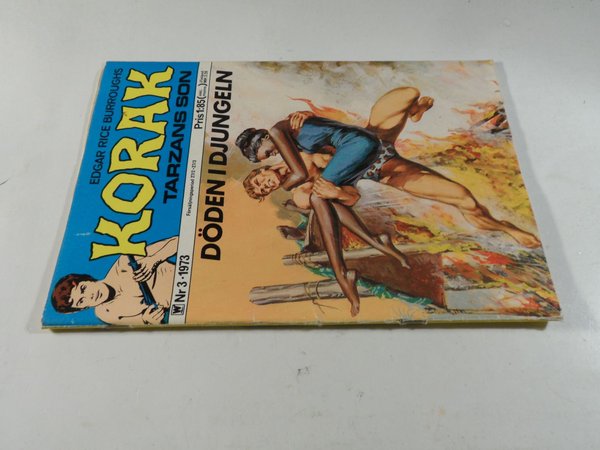 EDGAR RICE BURROUGHS
KORAK
TARZANS SON
Nr 3 · 1973
Pris 1:85
DÖDEN I DJUNGELN